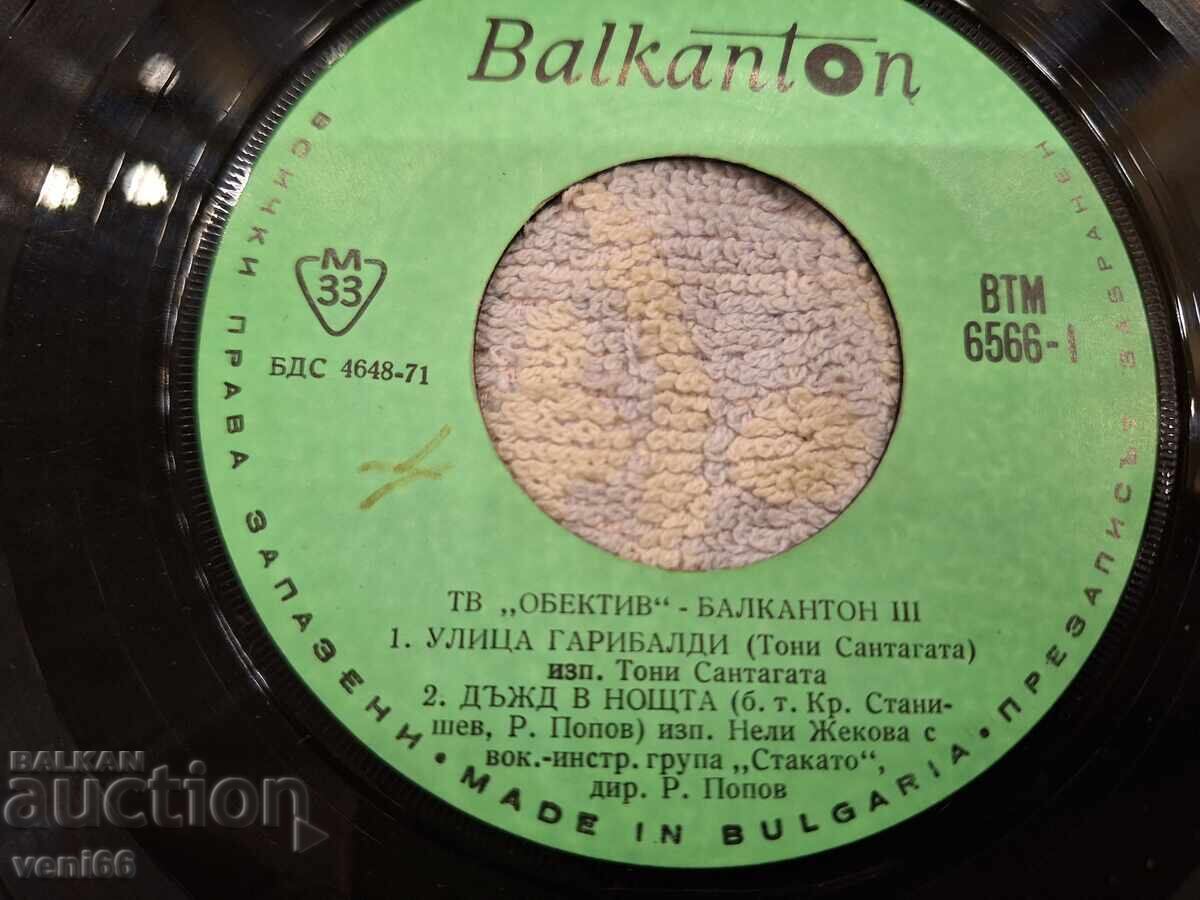 Balkanton
М
33
БДС 4648-71
ВТМ
6566-I
ТВ „ОБЕКТИВ“ - БАЛКАНТОН III
1. УЛИЦА ГАРИБАЛДИ (Тони Сантагата)
изп. Тони Сантагата
2. ДЪЖД В НОЩТА (б. т. Кр. Стани-
шев, Р. Попов) изп. Нели Жекова с
вок.-инстр. група „Стакато“,
дир. Р. Попов
ВСИЧКИ ПРАВА ЗАПАЗЕНИ • MADE IN BULGARIA • ПРЕЗАПИСЪТ ЗАБРАНЕН
BALKAN
auction
veni66